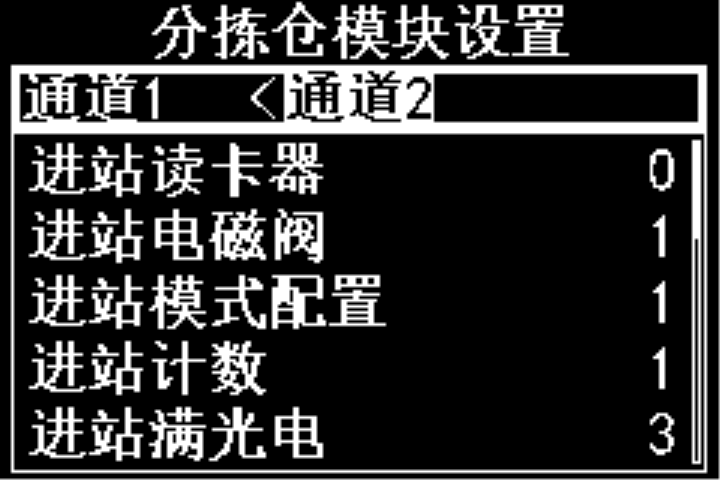 分拣仓模块设置
通道1 <通道2
进站读卡器 0
进站电磁阀 1
进站模式配置 1
进站计数 1
进站满光电 3